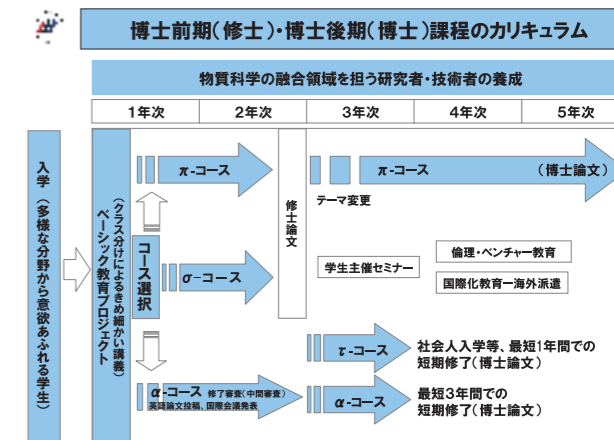 博士前期(修士)・博士後期(博士)課程のカリキュラム
物質科学の融合領域を担う研究者・技術者の養成
1年次
2年次
3年次
4年次
5年次
入学(多様な分野から意欲あふれる学生)
ベーシック教育プロジェクト
(クラス分けによるきめ細かい講義)
コース選択
π-コース
σ-コース
修士論文
π-コース
(博士論文)
テーマ変更
学生主催セミナー
倫理・ベンチャー教育
国際化教育ー海外派遣
τ-コース
社会人入学等、最短1年間での
短期修了(博士論文)
α-コース 修了審査(中間審査)
英語論文投稿、国際会議発表
α-コース
最短3年間での
短期修了(博士論文)